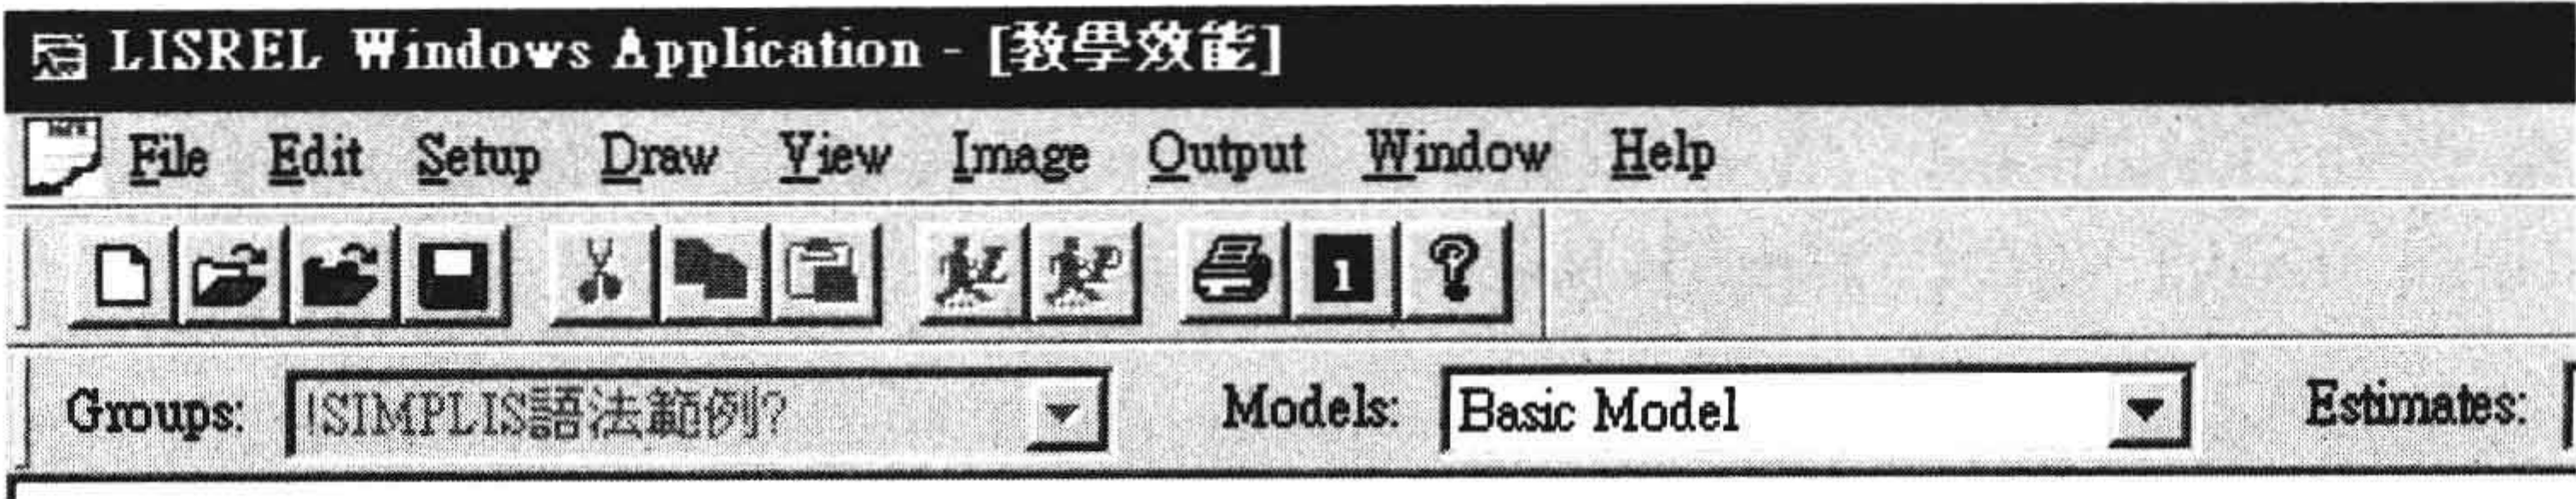 LISREL Windows Application - [教學效能]
File Edit Setup Draw View Image Output Window Help
Groups: !SIMPLIS語法範例? Models: Basic Model Estimates: